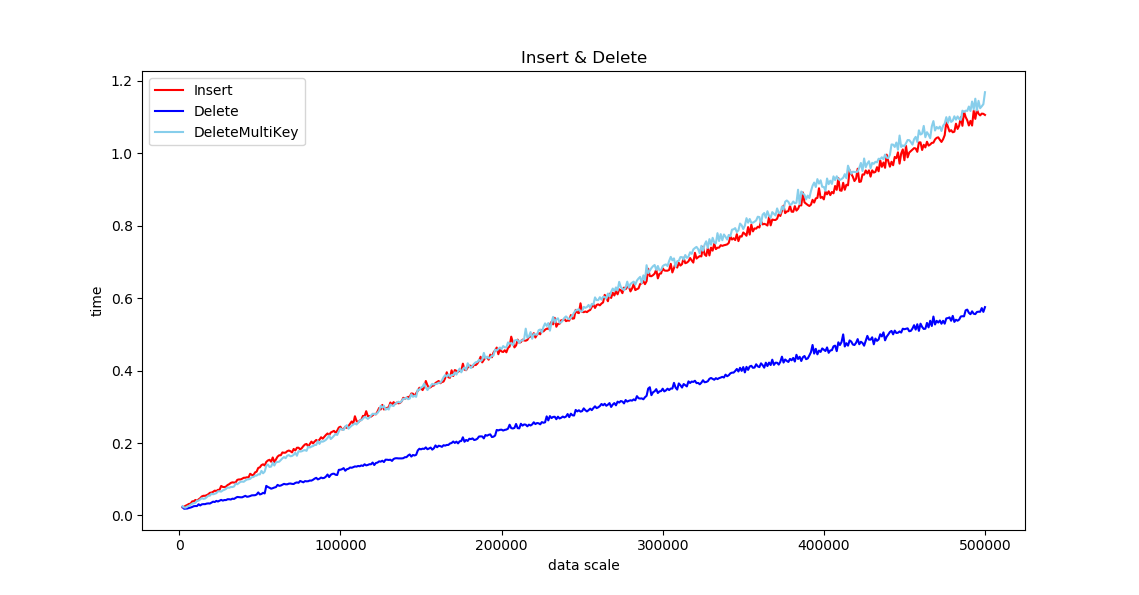 Insert & Delete
Insert
Delete
DeleteMultiKey
time
1.2
1.0
0.8
0.6
0.4
0.2
0.0
0
100000
200000
300000
400000
500000
data scale